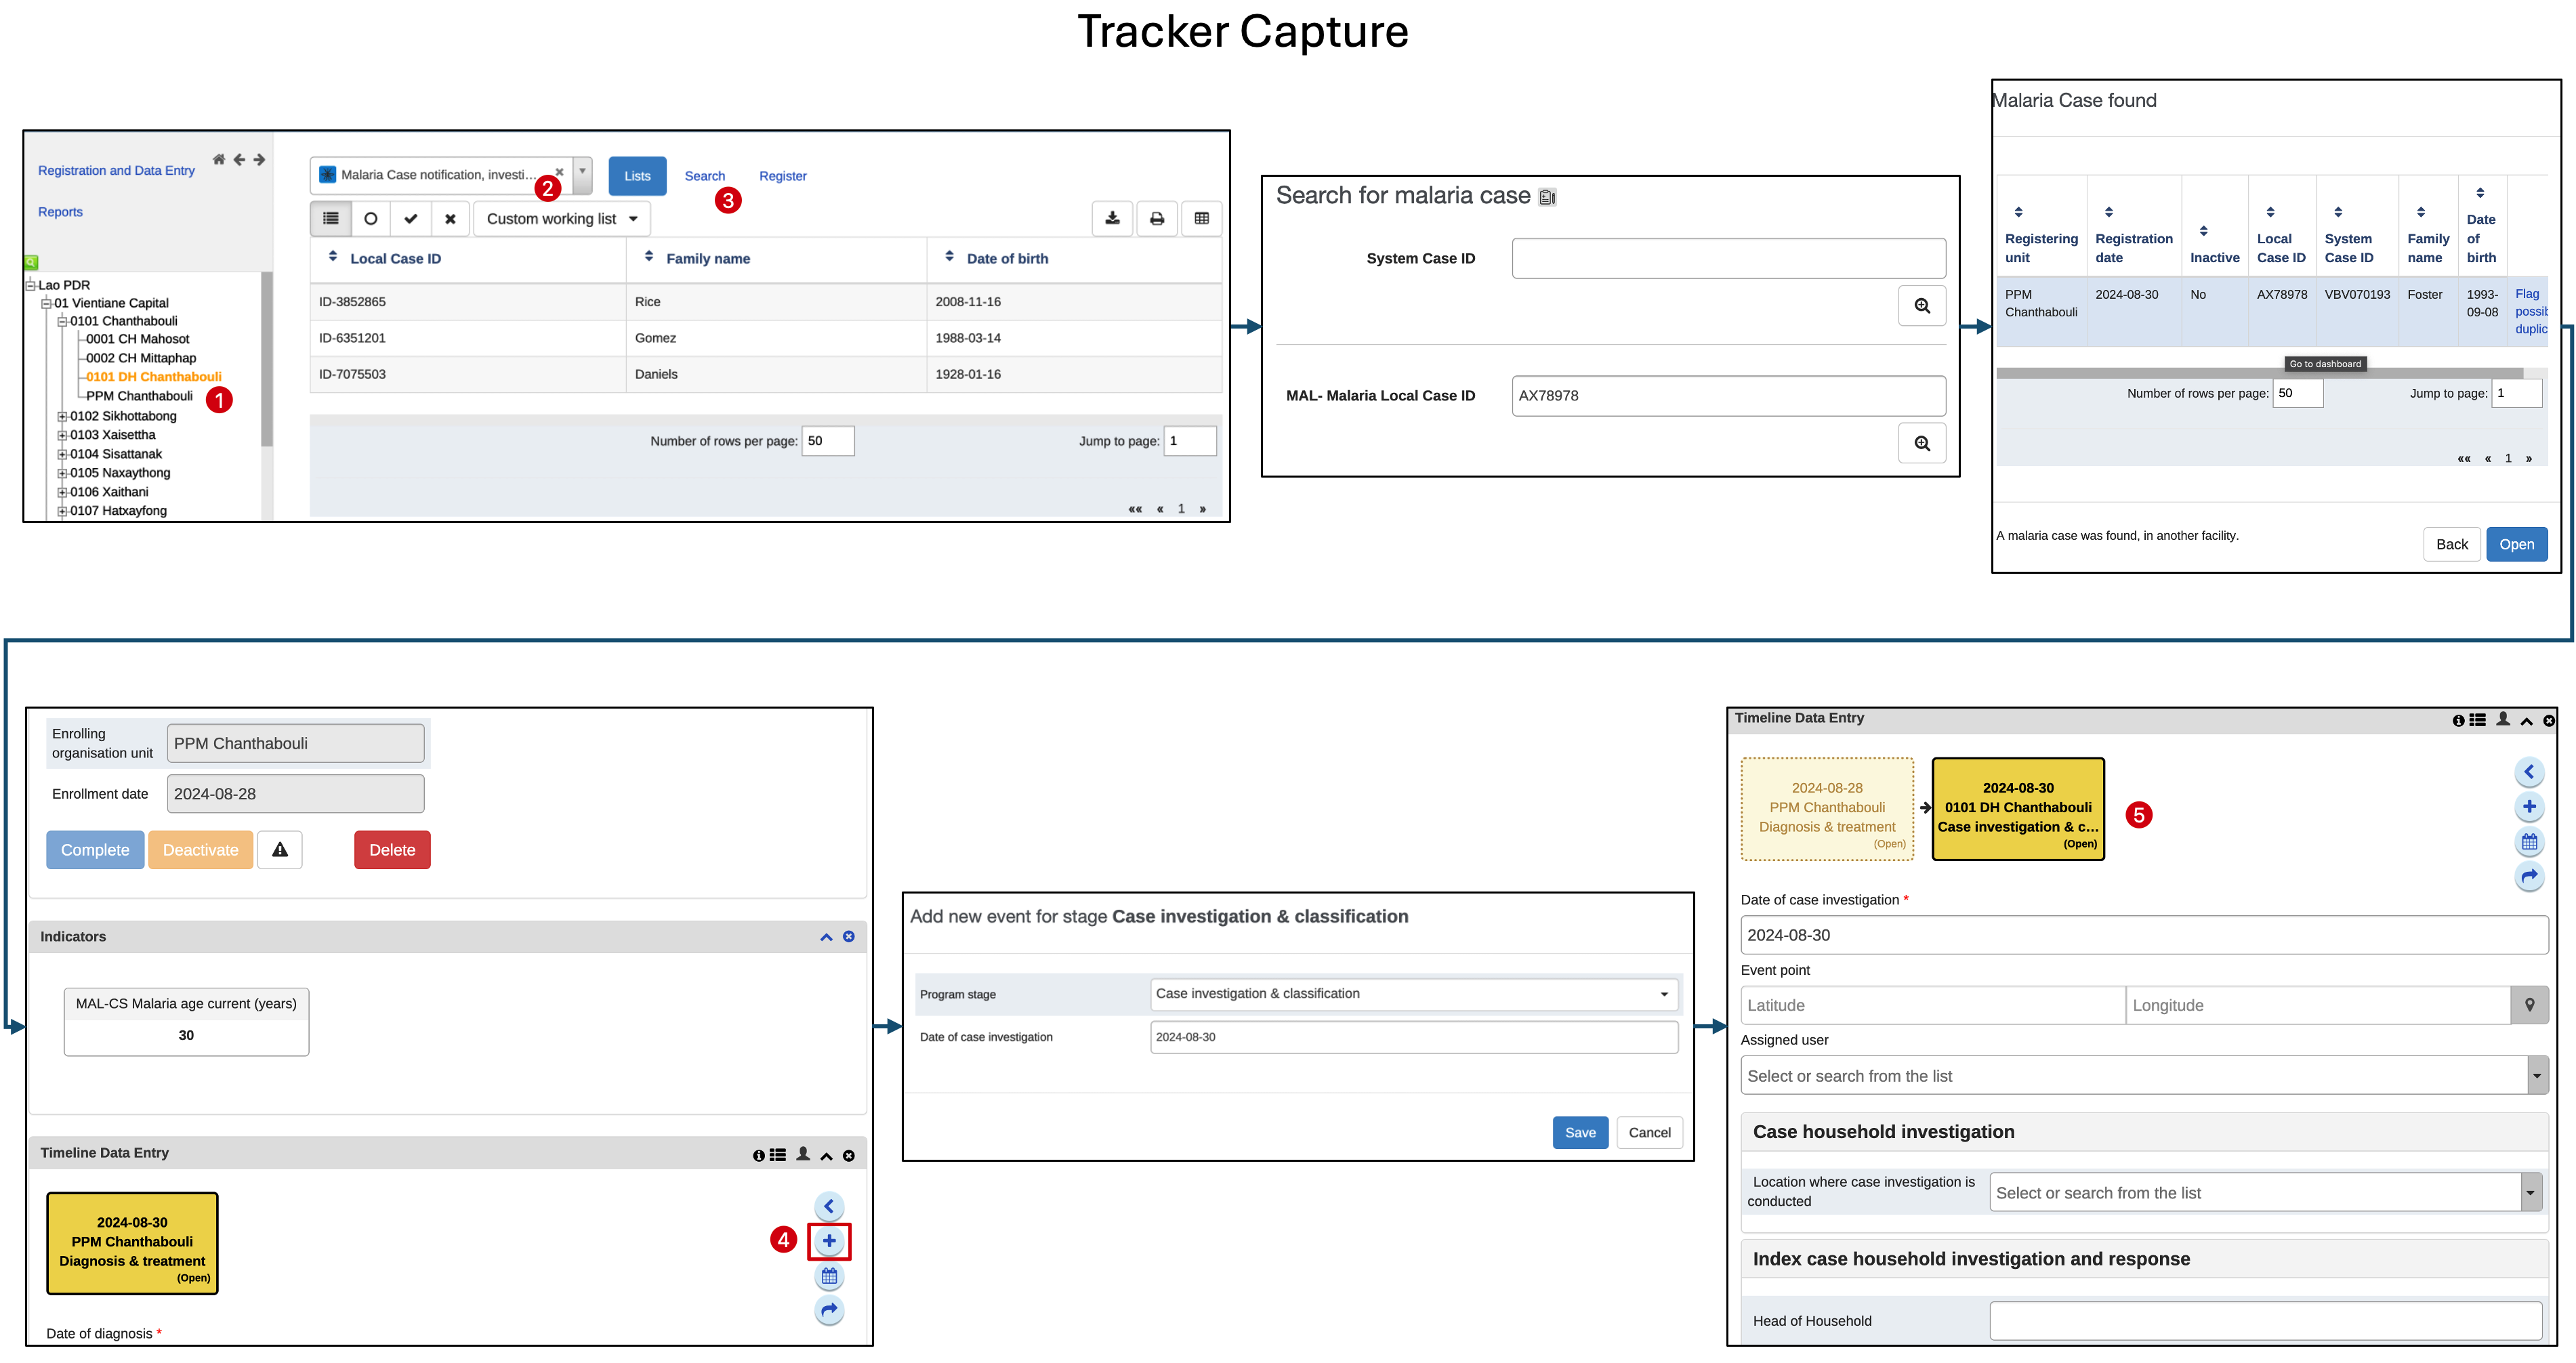 Tracker Capture
Registration and Data Entry
Reports
Lao PDR
01 Vientiane Capital
0101 Chanthabouli
0001 CH Mahosot
0002 CH Mittaphap
0101 DH Chanthabouli
PPM Chanthabouli
1
0102 Sikhottabong
0103 Xaisettha
0104 Sisattanak
0105 Naxaythong
0106 Xaithani
0107 Hatxayfong
Malaria Case notification, investi...
2
Lists
Search
3
Register
Custom working list
Local Case ID Family name Date of birth
ID-3852865 Rice 2008-11-16
ID-6351201 Gomez 1988-03-14
ID-7075503 Daniels 1928-01-16
Number of rows per page: 50 Jump to page: 1
«« « 1 »
Search for malaria case
System Case ID
MAL- Malaria Local Case ID AX78978
Malaria Case found
Registering unit
Registration date
Inactive
Local Case ID
System Case ID
Family name
Date of birth
PPM Chanthabouli
2024-08-30
No
AX78978
VBV070193
Foster
1993-09-08
Flag
possib
duplic
Go to dashboard
Number of rows per page: 50 Jump to page: 1
«« « 1 »
A malaria case was found, in another facility.
Back
Open
Enrolling
organisation unit
PPM Chanthabouli
Enrollment date 2024-08-28
Complete
Deactivate
Delete
Indicators
MAL-CS Malaria age current (years)
30
Timeline Data Entry
2024-08-30
PPM Chanthabouli
Diagnosis & treatment
(Open)
4
Date of diagnosis *
Add new event for stage Case investigation & classification
Program stage Case investigation & classification
Date of case investigation 2024-08-30
Save
Cancel
Timeline Data Entry
2024-08-28
PPM Chanthabouli
Diagnosis & treatment
(Open)
2024-08-30
0101 DH Chanthabouli
Case investigation & c...
(Open)
5
Date of case investigation *
2024-08-30
Event point
Latitude Longitude
Assigned user
Select or search from the list
Case household investigation
Location where case investigation is
conducted
Select or search from the list
Index case household investigation and response
Head of Household